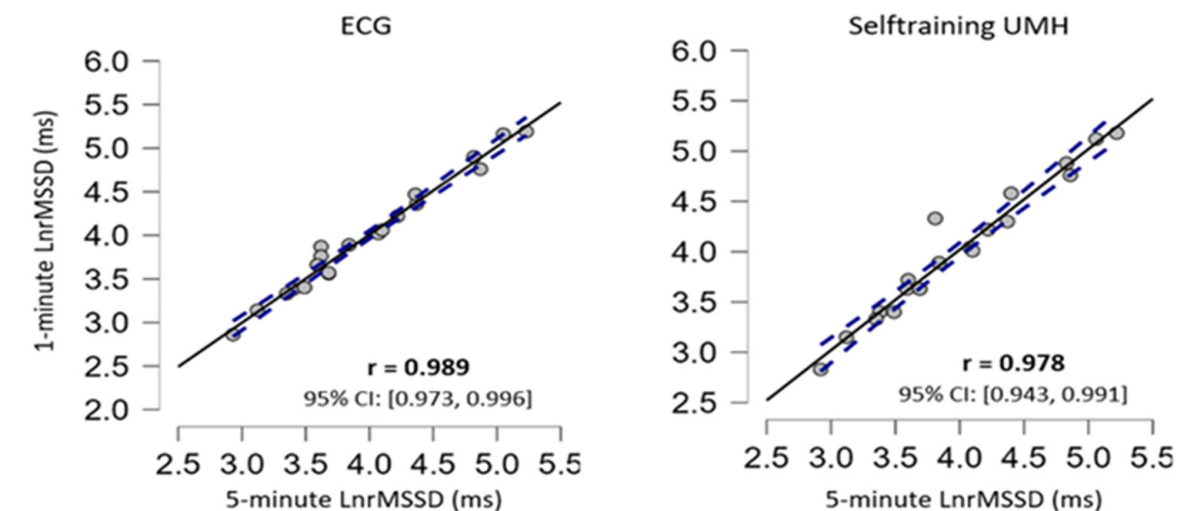 ECG
1-minute LnrMSSD (ms)
6.0
5.5
5.0
4.5
4.0
3.5
3.0
2.5
2.0
r = 0.989
95% CI: [0.973, 0.996]
2.5 3.0 3.5 4.0 4.5 5.0 5.5
5-minute LnrMSSD (ms)
Selftraining UMH
6.0
5.5
5.0
4.5
4.0
3.5
3.0
2.5
r = 0.978
95% CI: [0.943, 0.991]
2.5 3.0 3.5 4.0 4.5 5.0 5.5
5-minute LnrMSSD (ms)